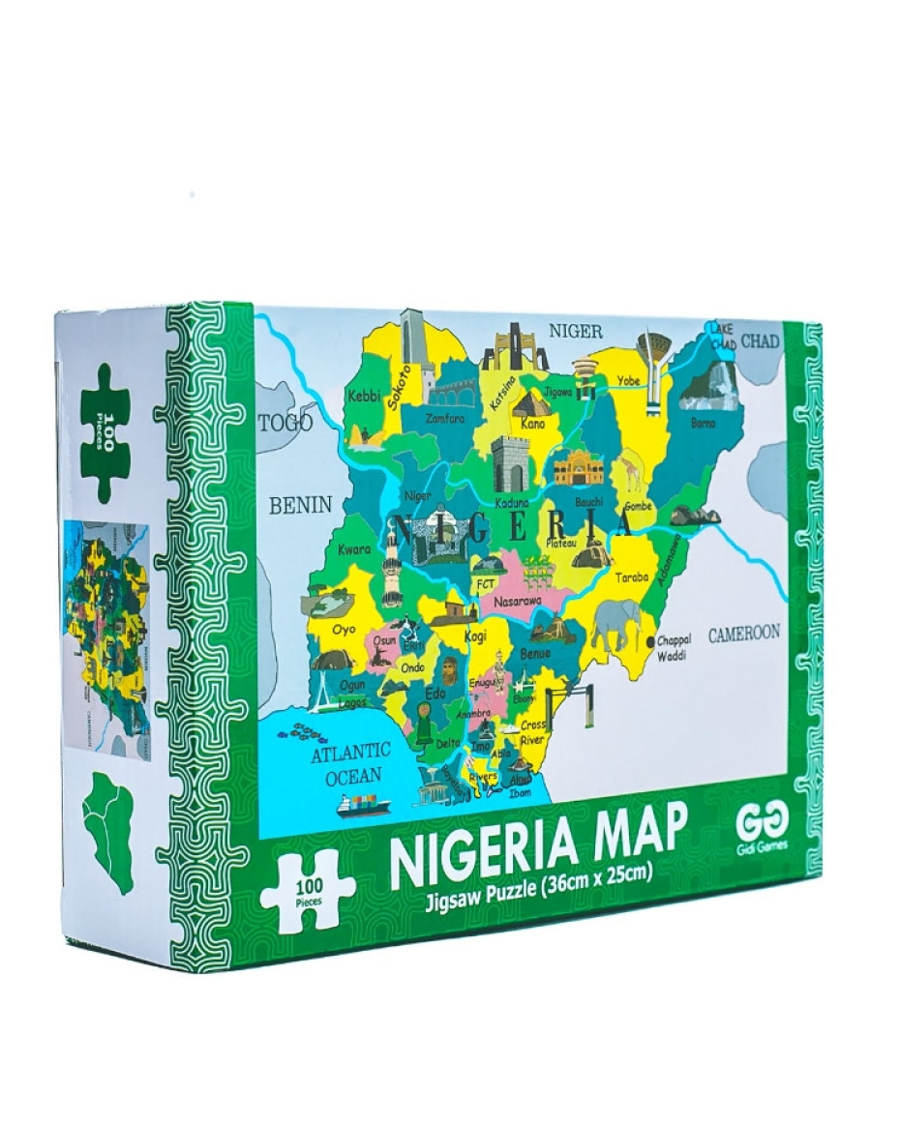 100
Pieces
NIGER
LAKE
CHAD
CHAD
TOGO
BENIN
Kebbi
Sokoto
Zamfara
Katsina
Kano
Jigawa
Yobe
Borno
Niger
Kaduna
Bauchi
Gombe
NIGERIA
Kwara
FCT
Plateau
Nasarawa
Taraba
Adamawa
Oyo
Osun
Ekiti
Kogi
Benue
Chappal
Waddi
CAMEROON
Ondo
Ogun
Lagos
Edo
Enugu
Ebonyi
Anambra
Cross
River
Delta
Imo
Abia
Bayelsa
Rivers
Akwa
Ibom
ATLANTIC
OCEAN
NIGERIA MAP
Jigsaw Puzzle (36cm x 25cm)
100
Pieces
GG
Gidi Games